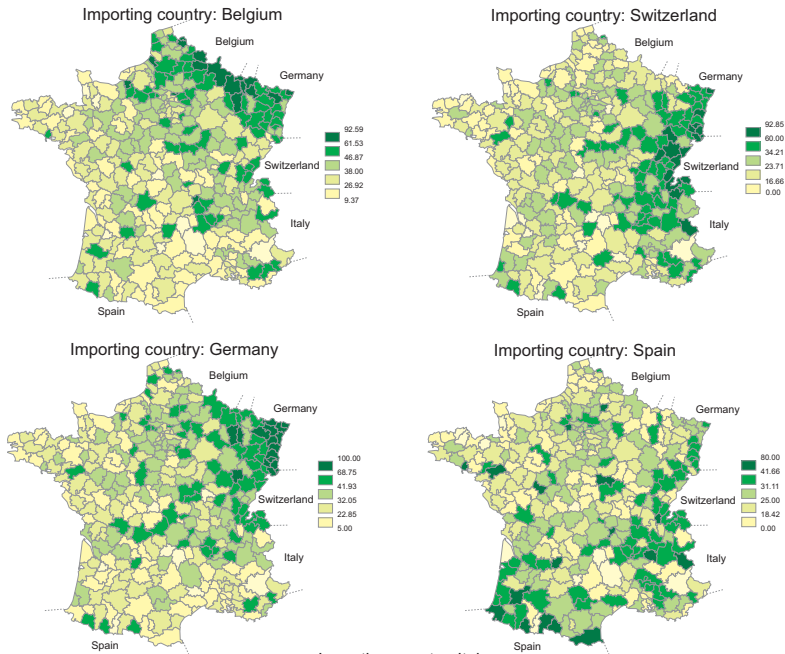 Importing country: Belgium
Belgium
Germany
92.59
61.53
46.87
38.00
26.92
9.37
Switzerland
Italy
Spain
Importing country: Switzerland
Belgium
Germany
92.85
60.00
34.21
23.71
16.66
0.00
Switzerland
Italy
Spain
Importing country: Germany
Belgium
Germany
100.00
68.75
41.93
32.05
22.85
5.00
Switzerland
Italy
Spain
Importing country: Spain
Belgium
Germany
80.00
41.66
31.11
25.00
18.42
0.00
Switzerland
Italy
Spain